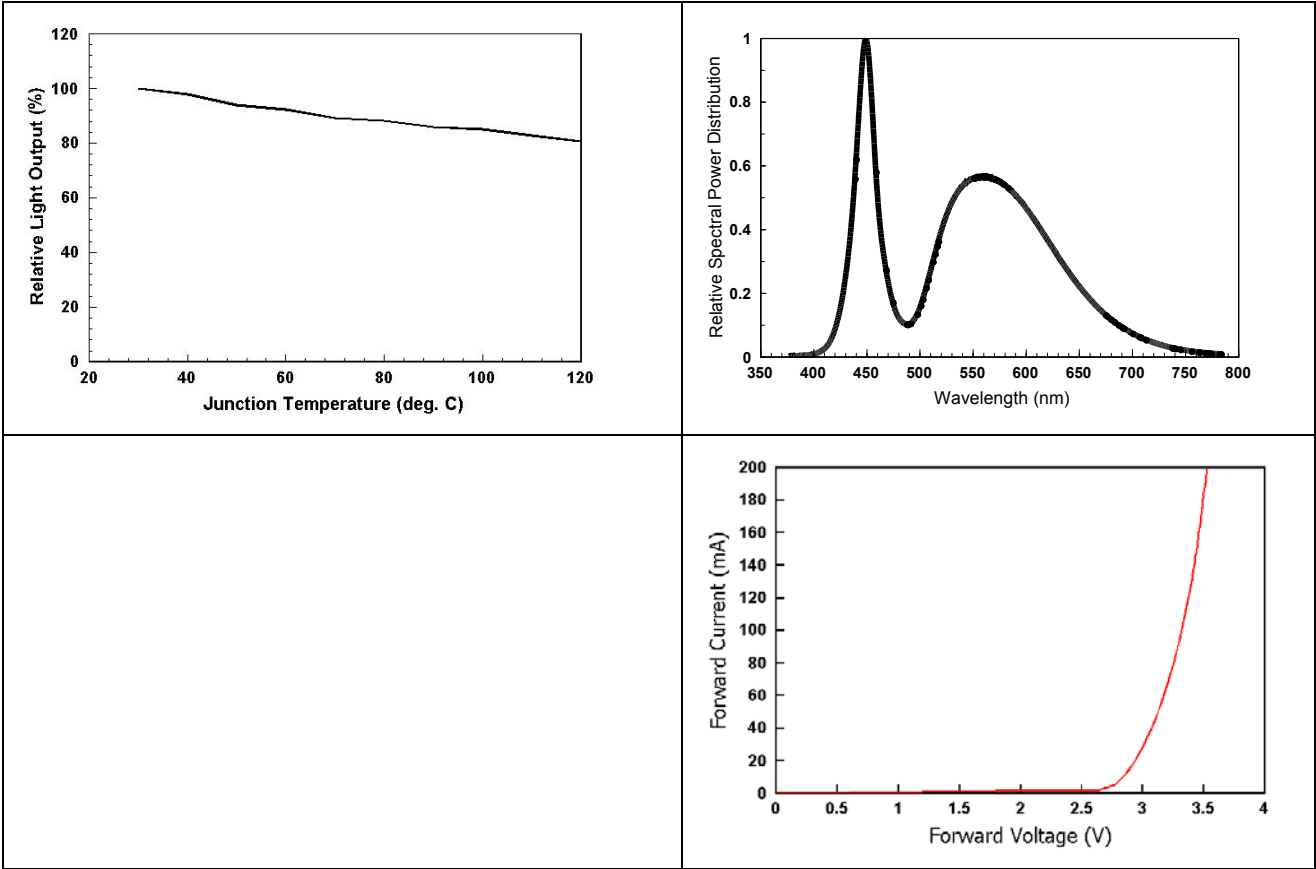 120
100
80
60
40
20
0
20 40 60 80 100 120
Relative Light Output (%)
Junction Temperature (deg. C)
1
0.8
0.6
0.4
0.2
0
350 400 450 500 550 600 650 700 750 800
Relative Spectral Power Distribution
Wavelength (nm)
200
180
160
140
120
100
80
60
40
20
0
0 0.5 1 1.5 2 2.5 3 3.5 4
Forward Current (mA)
Forward Voltage (V)